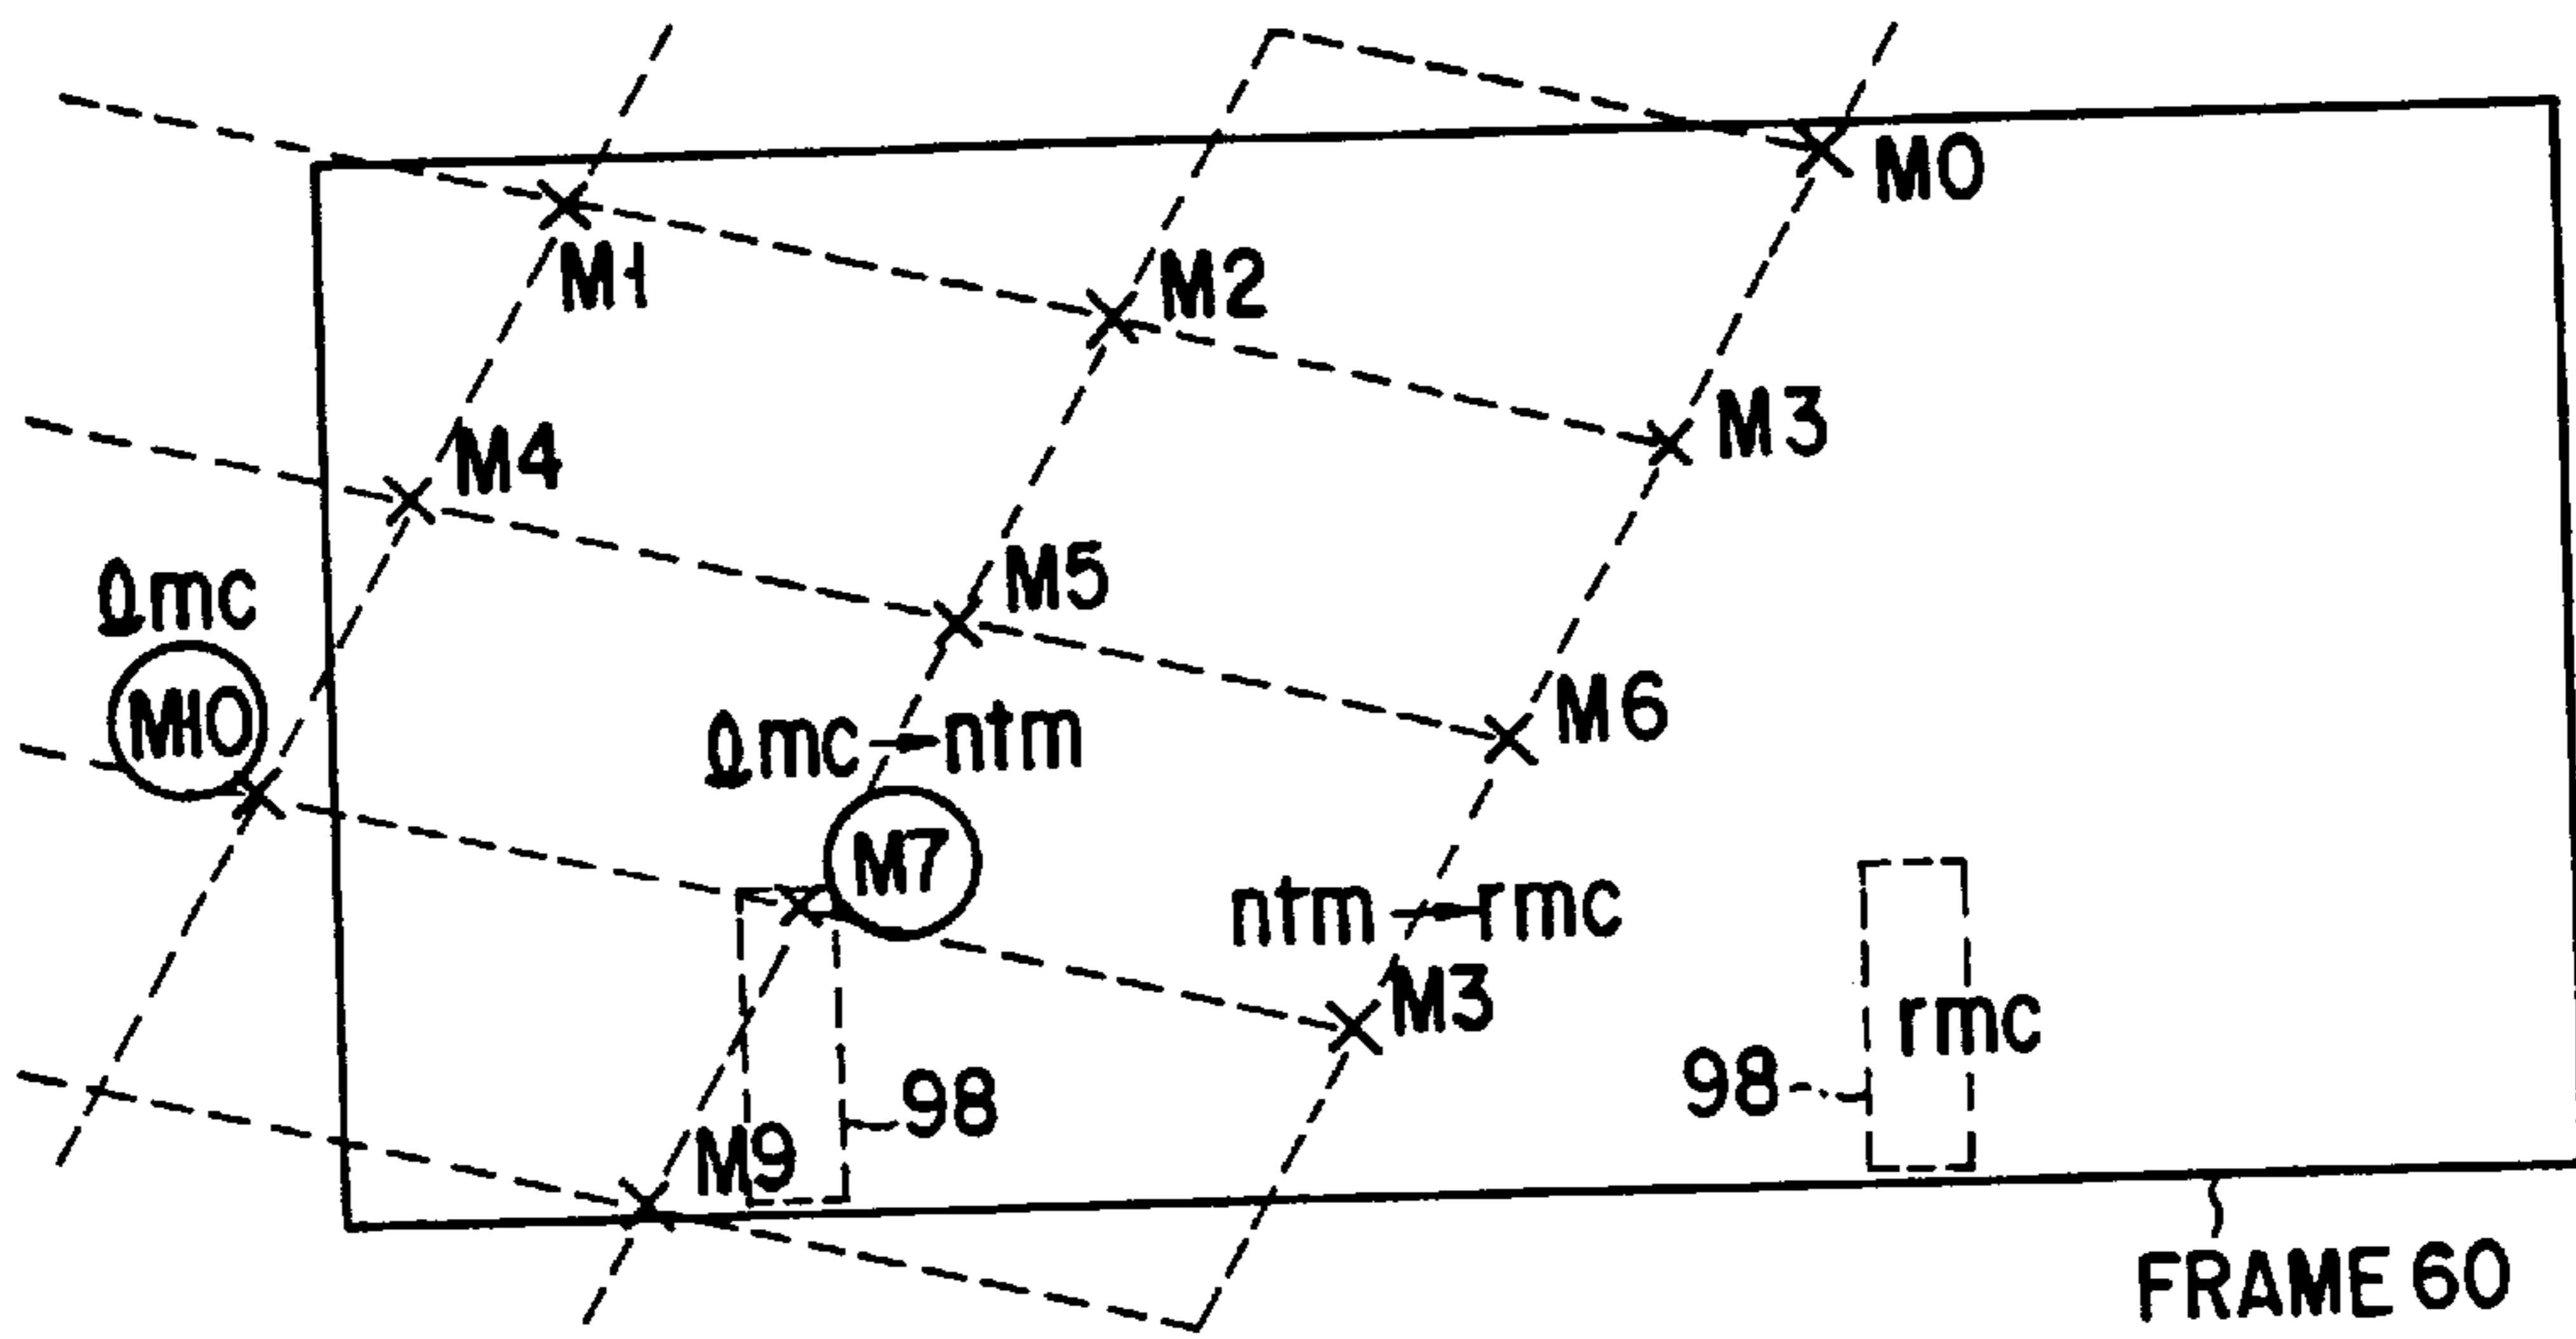 M0
M1
M2
M3
M4
M5
M6
ℓmc
M10
ℓmc → ntm
M7
ntm → rmc
M3
rmc
98
98
M9
FRAME 60